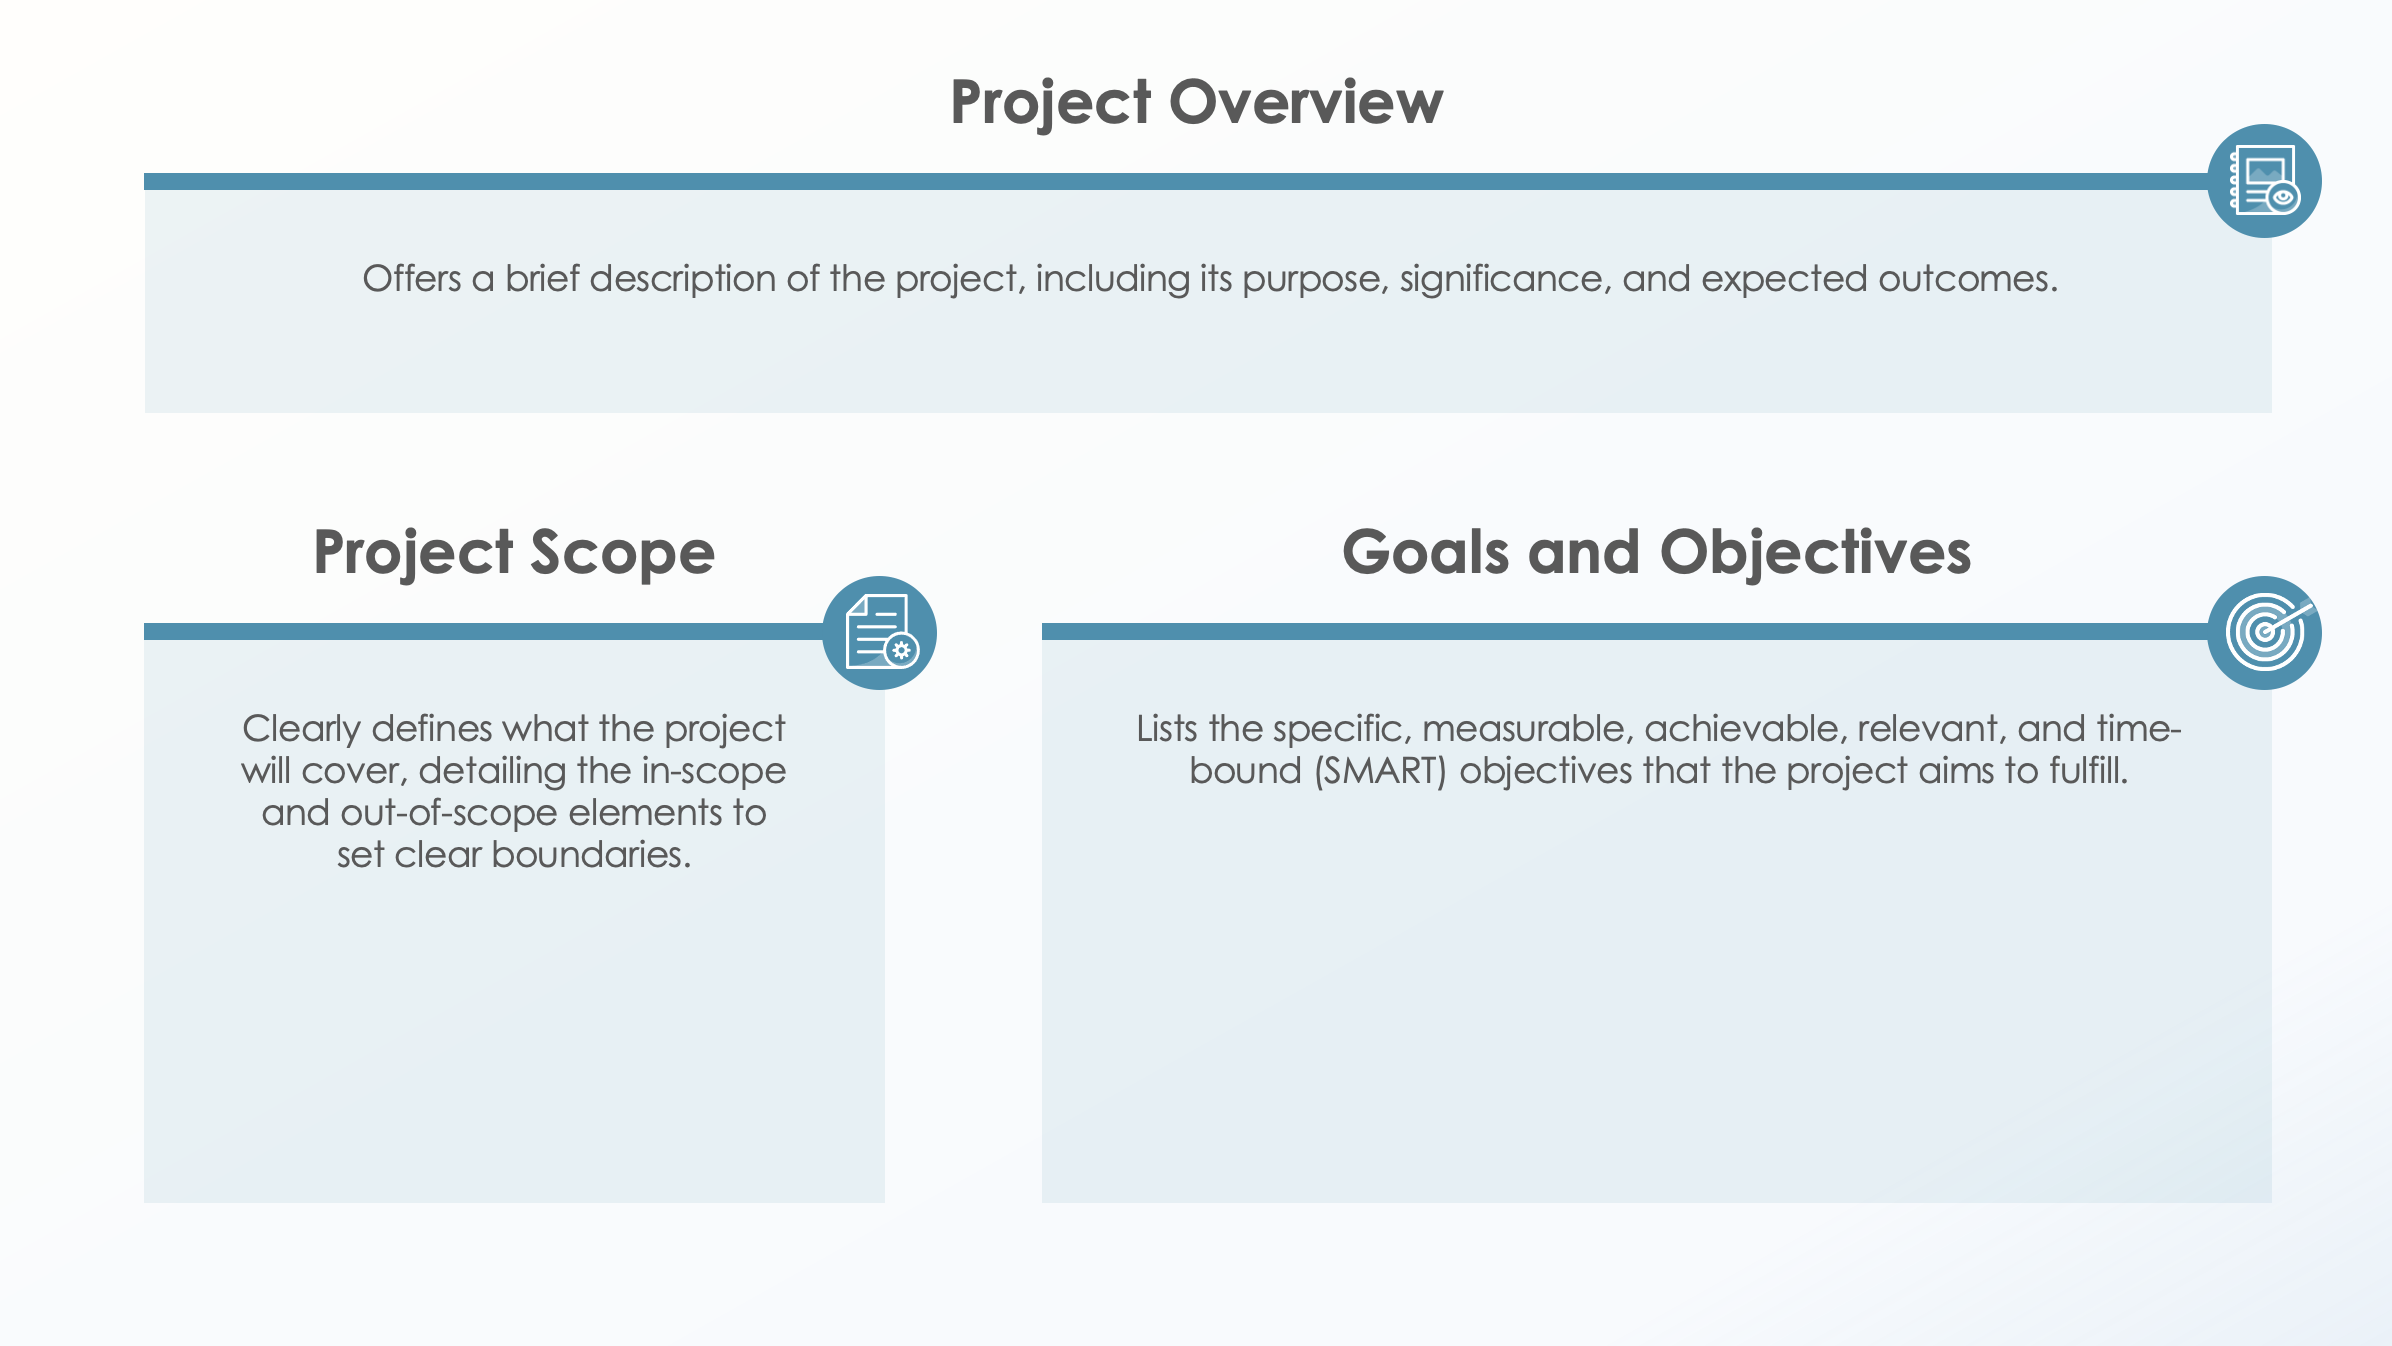 Project Overview
Offers a brief description of the project, including its purpose, significance, and expected outcomes.
Project Scope
Clearly defines what the project
will cover, detailing the in-scope
and out-of-scope elements to
set clear boundaries.
Goals and Objectives
Lists the specific, measurable, achievable, relevant, and time-
bound (SMART) objectives that the project aims to fulfill.